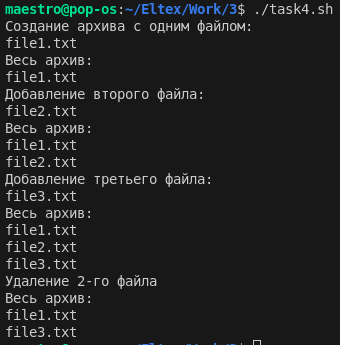 maestro@pop-os:~/Eltex/Work/3$ ./task4.sh
Создание архива с одним файлом:
file1.txt
Весь архив:
file1.txt
Добавление второго файла:
file2.txt
Весь архив:
file1.txt
file2.txt
Добавление третьего файла:
file3.txt
Весь архив:
file1.txt
file2.txt
file3.txt
Удаление 2-го файла
Весь архив:
file1.txt
file3.txt